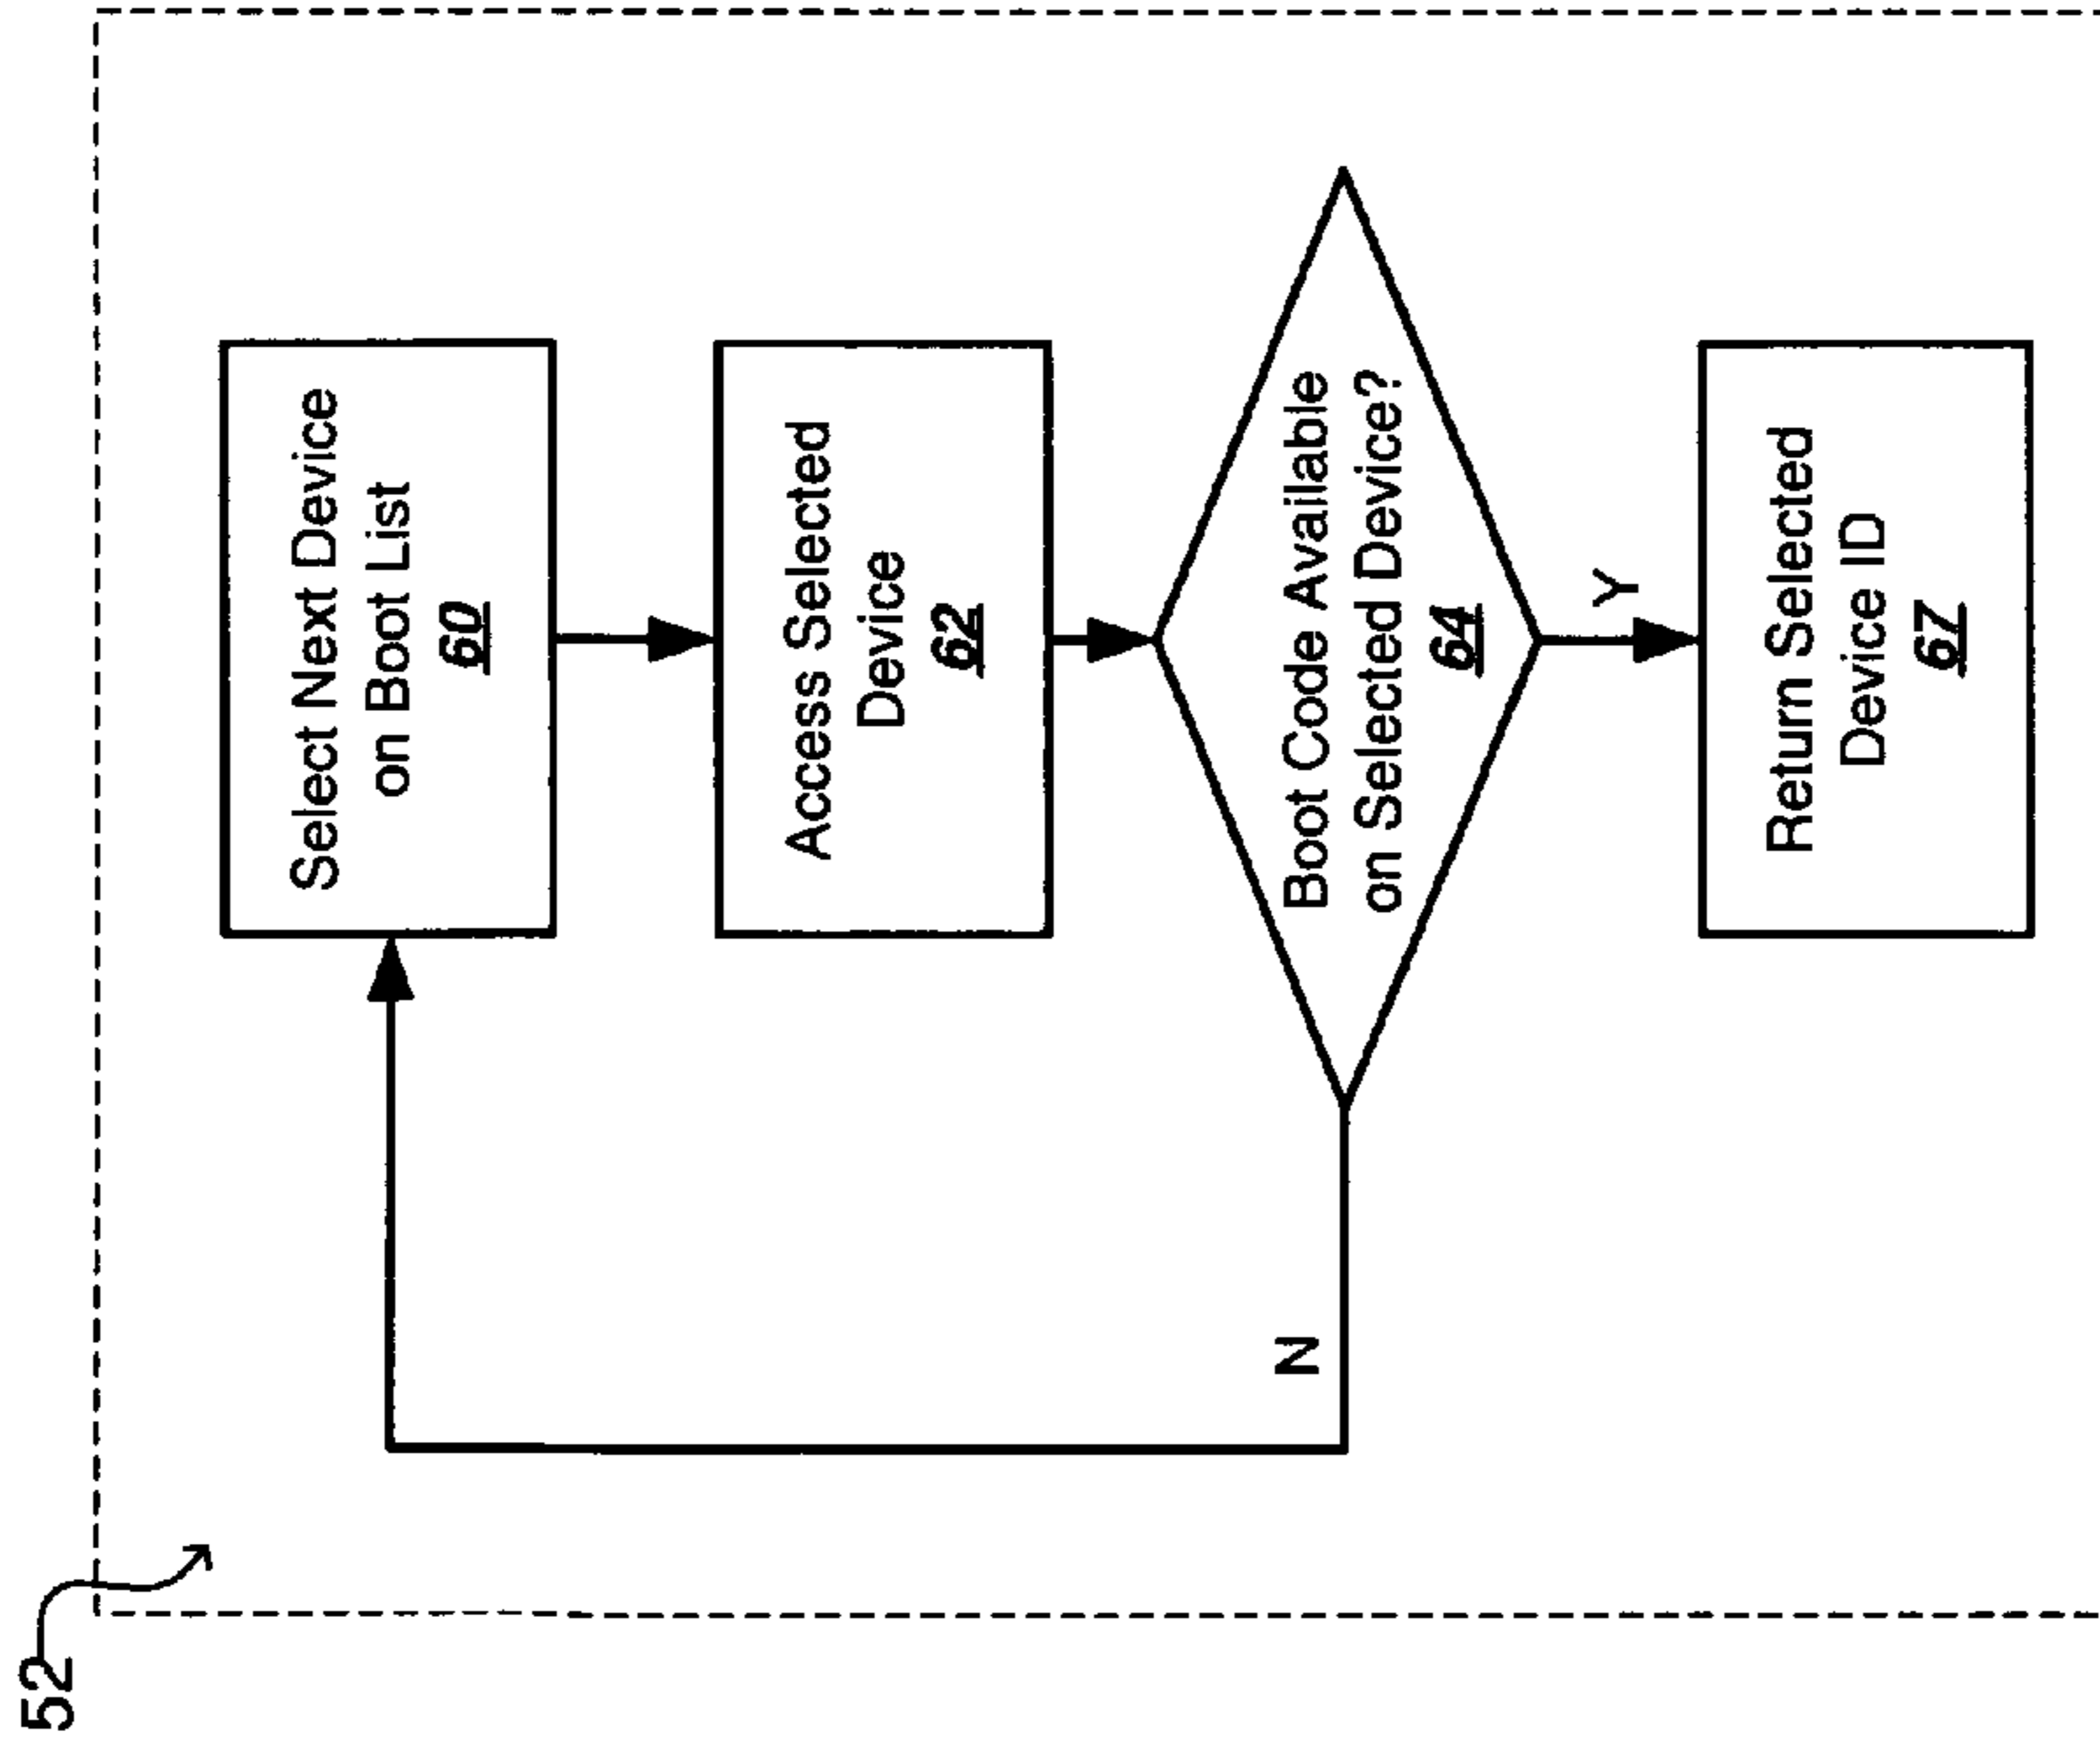 52
Select Next Device
on Boot List
60
Access Selected
Device
62
Boot Code Available
on Selected Device?
64
N
Y
Return Selected
Device ID
67